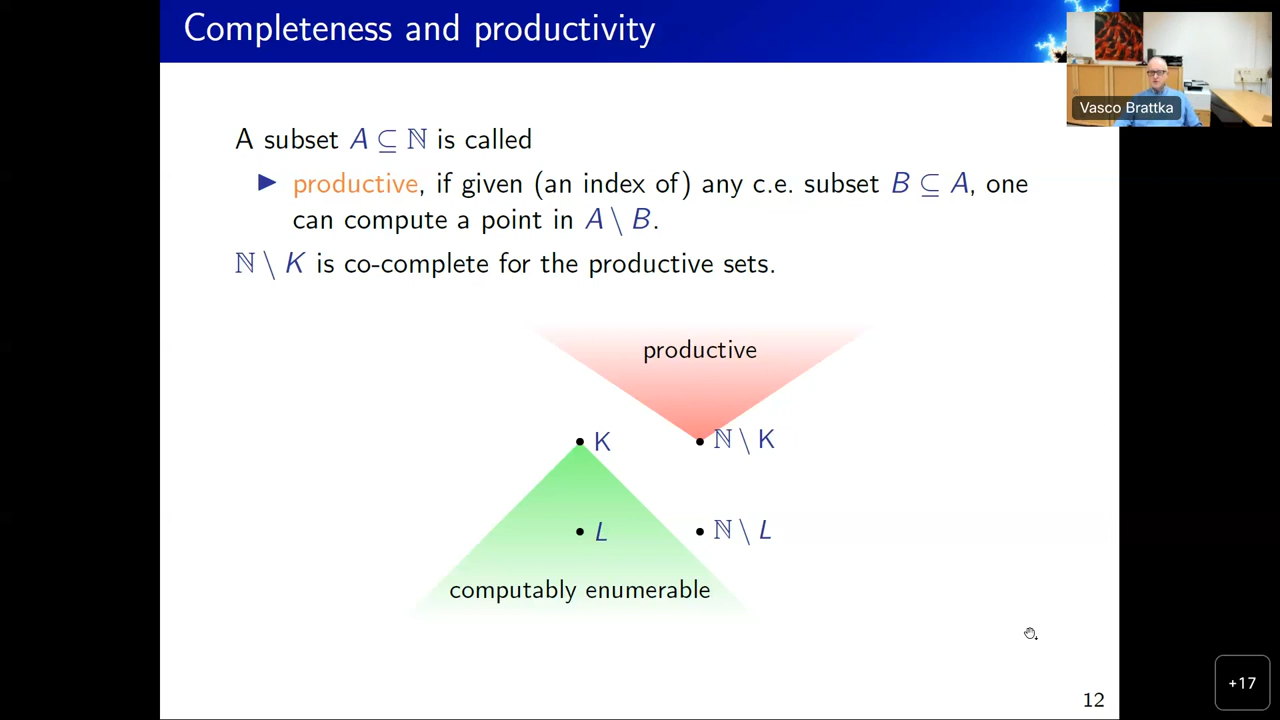 Completeness and productivity
Vasco Brattka
A subset A ⊆ ℕ is called
▶ productive, if given (an index of) any c.e. subset B ⊆ A, one
can compute a point in A \ B.
ℕ \ K is co-complete for the productive sets.
productive
K
ℕ \ K
L
ℕ \ L
computably enumerable
12
+17